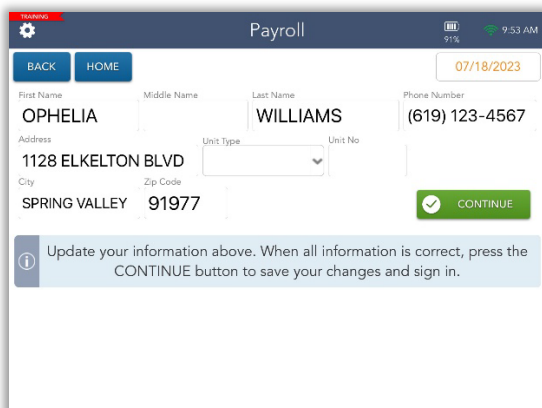 TRAINING
Payroll
91%
9:53 AM
BACK HOME
07/18/2023
First Name Middle Name Last Name Phone Number
OPHELIA WILLIAMS (619) 123-4567
Address Unit Type Unit No
1128 ELKELTON BLVD
City Zip Code
SPRING VALLEY 91977
CONTINUE
Update your information above. When all information is correct, press the
CONTINUE button to save your changes and sign in.